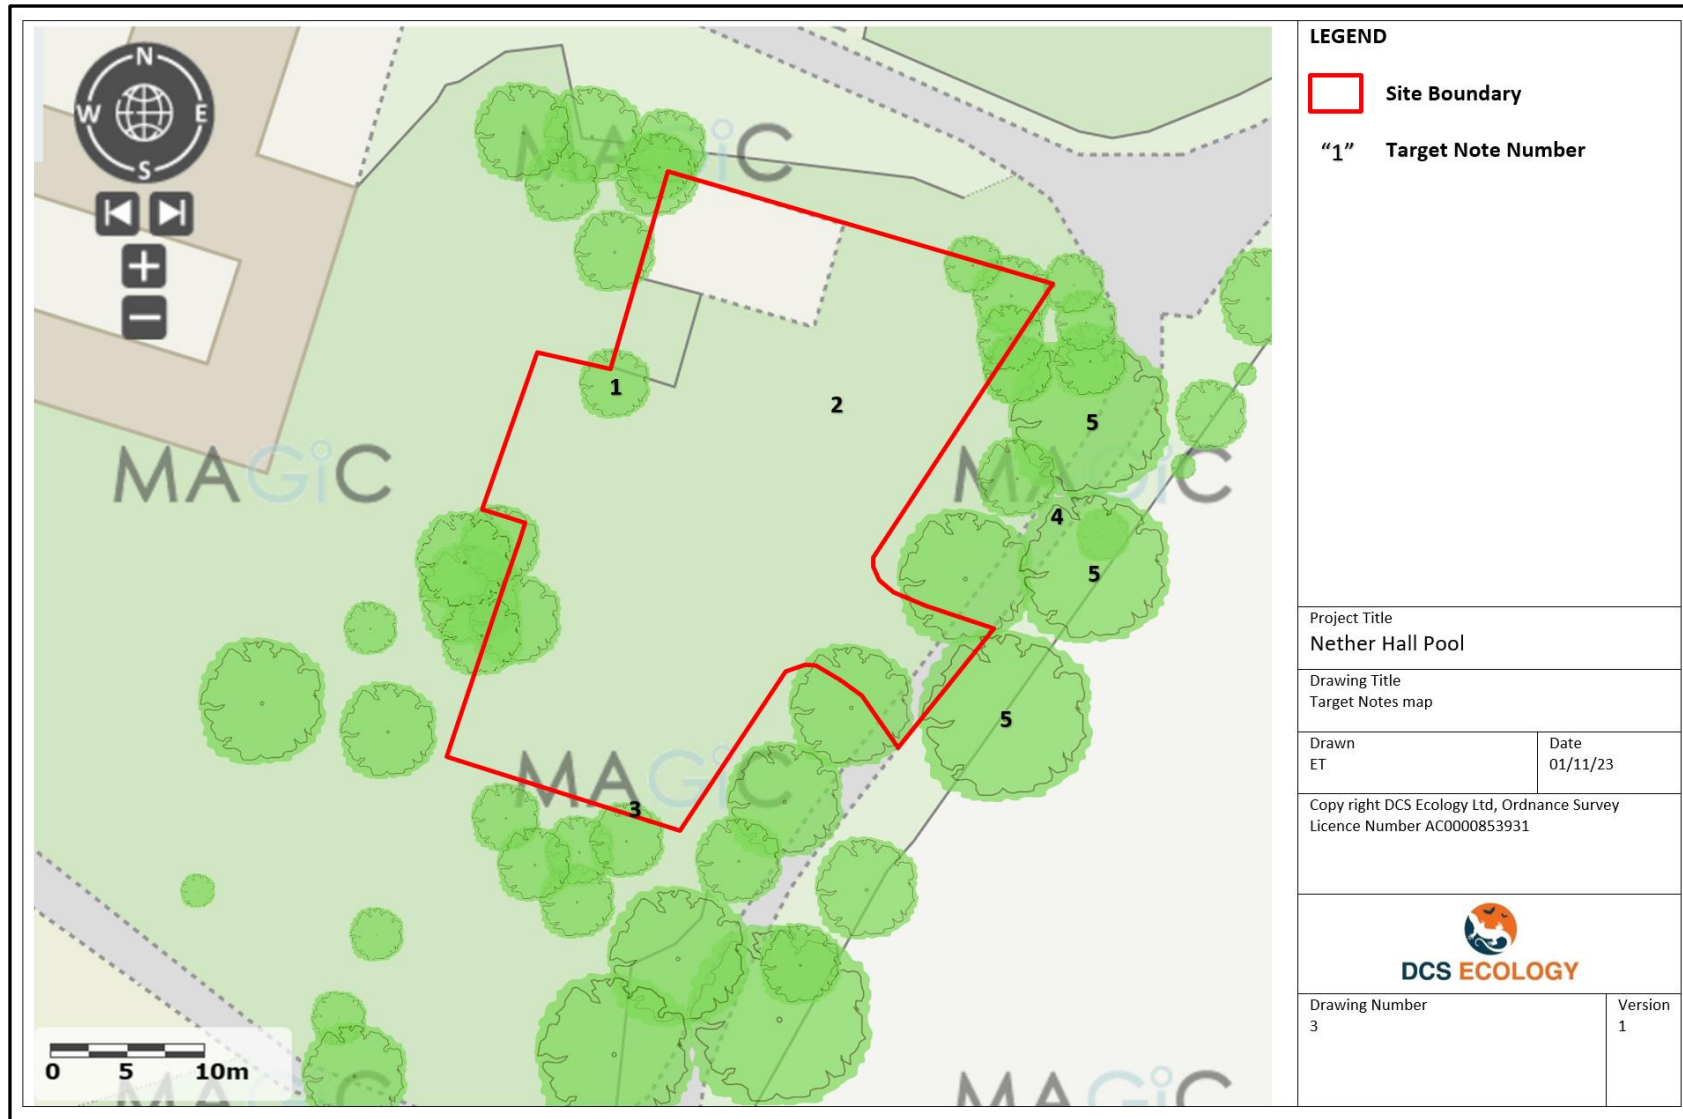 N
W
E
S
MAGiC
1
2
5
MAGiC
MAGiC
4
5
5
MAGiC
3
0 5 10m
MAGiC
MAGiC
LEGEND
Site Boundary
“1” Target Note Number
Project Title
Nether Hall Pool
Drawing Title
Target Notes map
Drawn
ET
Date
01/11/23
Copy right DCS Ecology Ltd, Ordnance Survey
Licence Number AC0000853931
DCS ECOLOGY
Drawing Number
3
Version
1